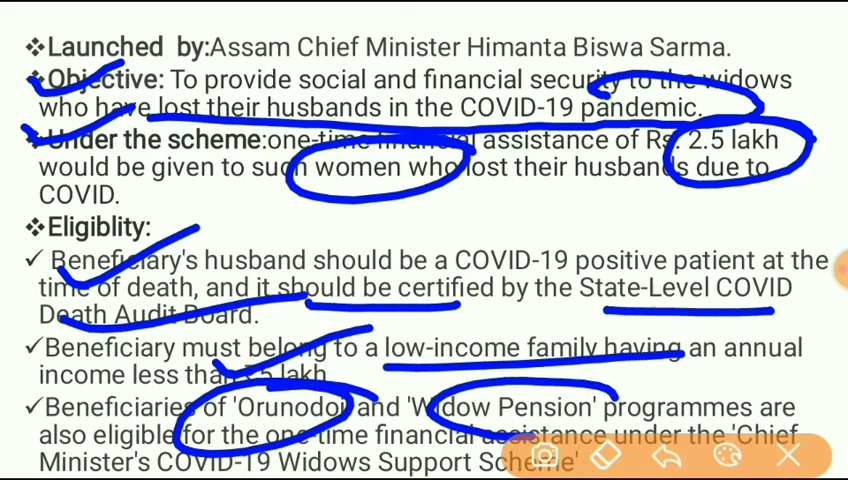 ❖Launched by:Assam Chief Minister Himanta Biswa Sarma.
❖Objective: To provide social and financial security to the widows
who have lost their husbands in the COVID-19 pandemic.
❖Under the scheme:one-time financial assistance of Rs. 2.5 lakh
would be given to such women who lost their husbands due to
COVID.
❖Eligiblity:
✓ Beneficiary's husband should be a COVID-19 positive patient at the
time of death, and it should be certified by the State-Level COVID
Death Audit Board.
✓Beneficiary must belong to a low-income family having an annual
income less than ₹5 lakh
✓Beneficiaries of 'Orunodoi' and 'Widow Pension' programmes are
also eligible for the one-time financial assistance under the 'Chief
Minister's COVID-19 Widows Support Scheme'